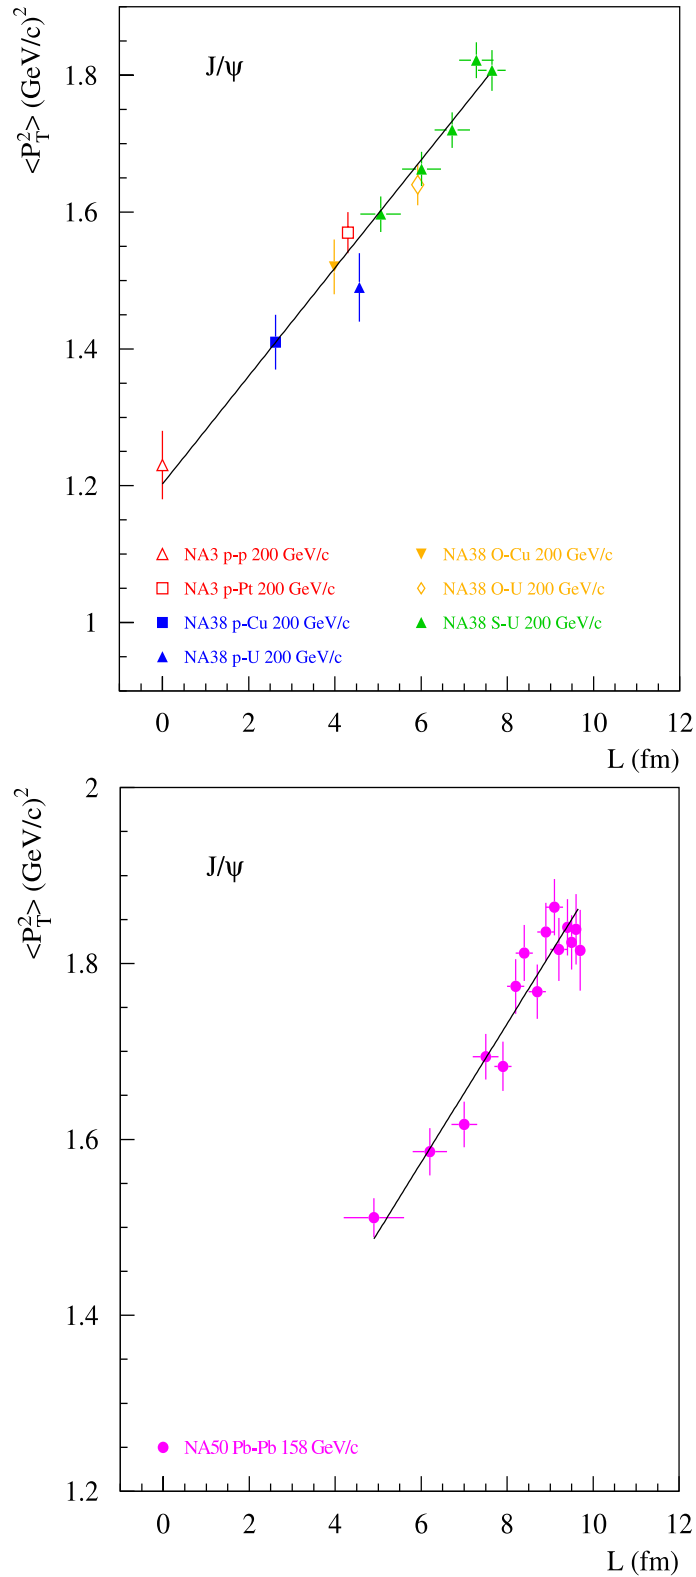 <P_T^2> (GeV/c)^2
J/ψ
1.8
1.6
1.4
1.2
1
NA3 p-p 200 GeV/c
NA3 p-Pt 200 GeV/c
NA38 p-Cu 200 GeV/c
NA38 p-U 200 GeV/c
NA38 O-Cu 200 GeV/c
NA38 O-U 200 GeV/c
NA38 S-U 200 GeV/c
0 2 4 6 8 10 12
L (fm)
<P_T^2> (GeV/c)^2
J/ψ
2
1.8
1.6
1.4
1.2
NA50 Pb-Pb 158 GeV/c
0 2 4 6 8 10 12
L (fm)